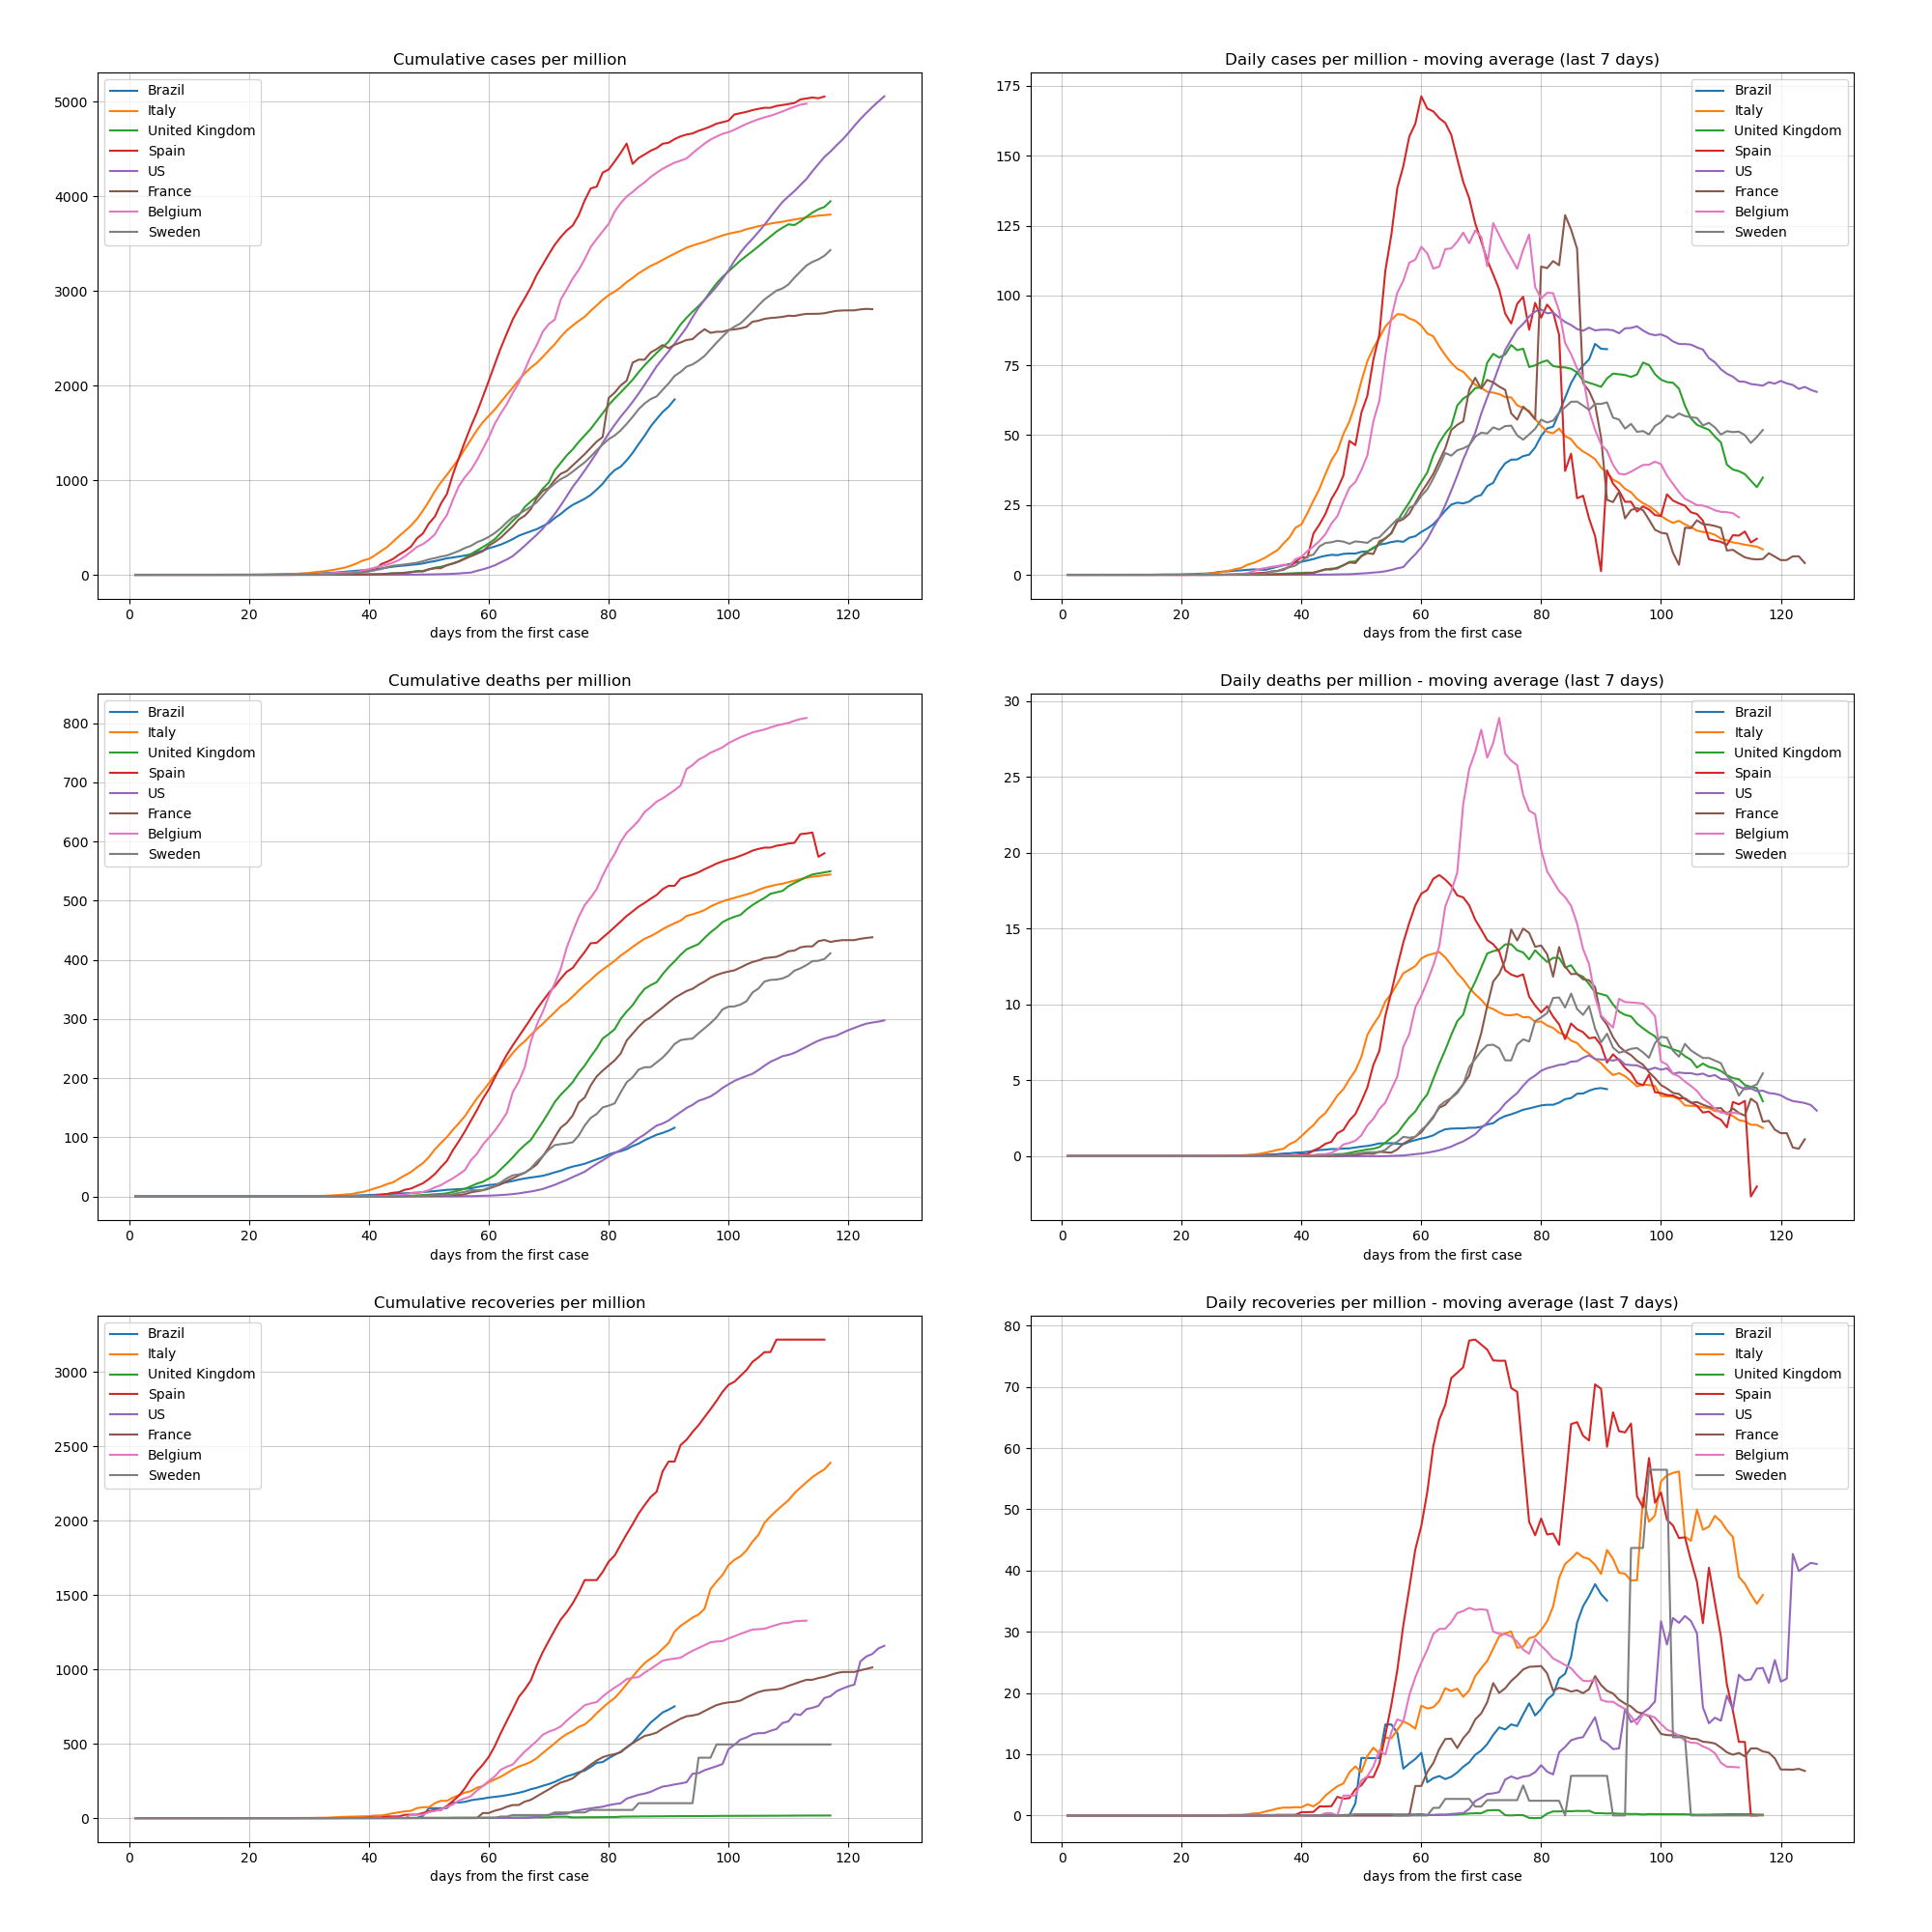 Cumulative cases per million
5000
4000
3000
2000
1000
0
Brazil
Italy
United Kingdom
Spain
US
France
Belgium
Sweden
0 20 40 60 80 100 120
days from the first case
Daily cases per million - moving average (last 7 days)
175
150
125
100
75
50
25
0
Brazil
Italy
United Kingdom
Spain
US
France
Belgium
Sweden
0 20 40 60 80 100 120
days from the first case
Cumulative deaths per million
800
700
600
500
400
300
200
100
0
Brazil
Italy
United Kingdom
Spain
US
France
Belgium
Sweden
0 20 40 60 80 100 120
days from the first case
Daily deaths per million - moving average (last 7 days)
30
25
20
15
10
5
0
Brazil
Italy
United Kingdom
Spain
US
France
Belgium
Sweden
0 20 40 60 80 100 120
days from the first case
Cumulative recoveries per million
3000
2500
2000
1500
1000
500
0
Brazil
Italy
United Kingdom
Spain
US
France
Belgium
Sweden
0 20 40 60 80 100 120
days from the first case
Daily recoveries per million - moving average (last 7 days)
80
70
60
50
40
30
20
10
0
Brazil
Italy
United Kingdom
Spain
US
France
Belgium
Sweden
0 20 40 60 80 100 120
days from the first case